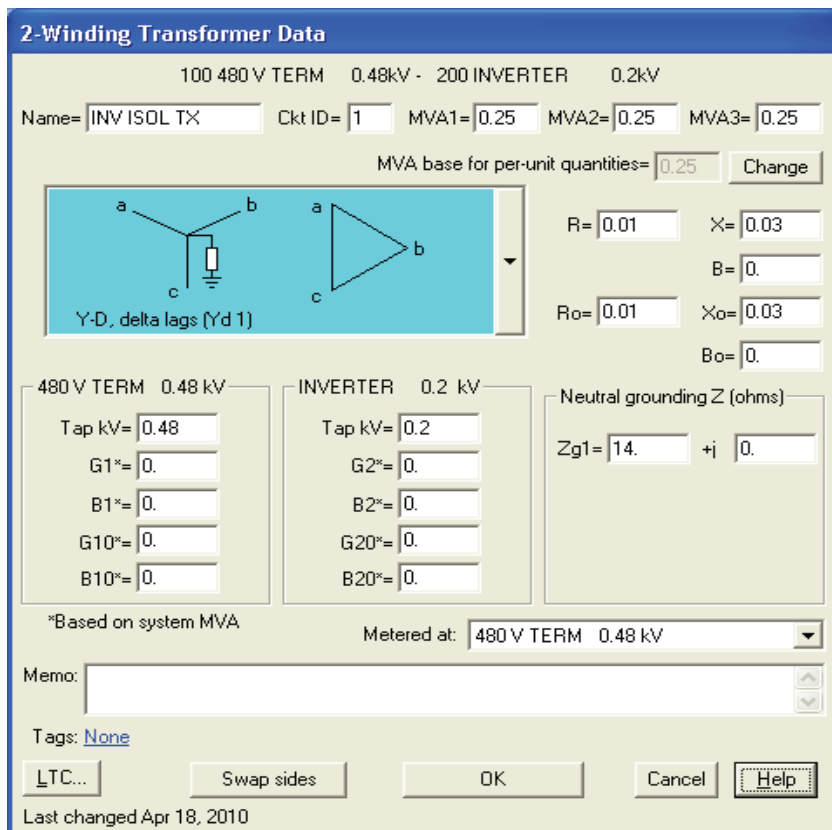 2-Winding Transformer Data
100 480 V TERM 0.48kV - 200 INVERTER 0.2kV
Name= INV ISOL TX Ckt ID= 1 MVA1= 0.25 MVA2= 0.25 MVA3= 0.25
MVA base for per-unit quantities= 0.25 Change
a b c a b c
Y-D, delta lags (Yd 1)
R= 0.01 X= 0.03
B= 0.
Ro= 0.01 Xo= 0.03
Bo= 0.
480 V TERM 0.48 kV
Tap kV= 0.48
G1*= 0.
B1*= 0.
G10*= 0.
B10*= 0.
INVERTER 0.2 kV
Tap kV= 0.2
G2*= 0.
B2*= 0.
G20*= 0.
B20*= 0.
Neutral grounding Z (ohms)
Zg1= 14. +j 0.
*Based on system MVA
Metered at: 480 V TERM 0.48 kV
Memo:
Tags: None
LTC... Swap sides OK Cancel Help
Last changed Apr 18, 2010